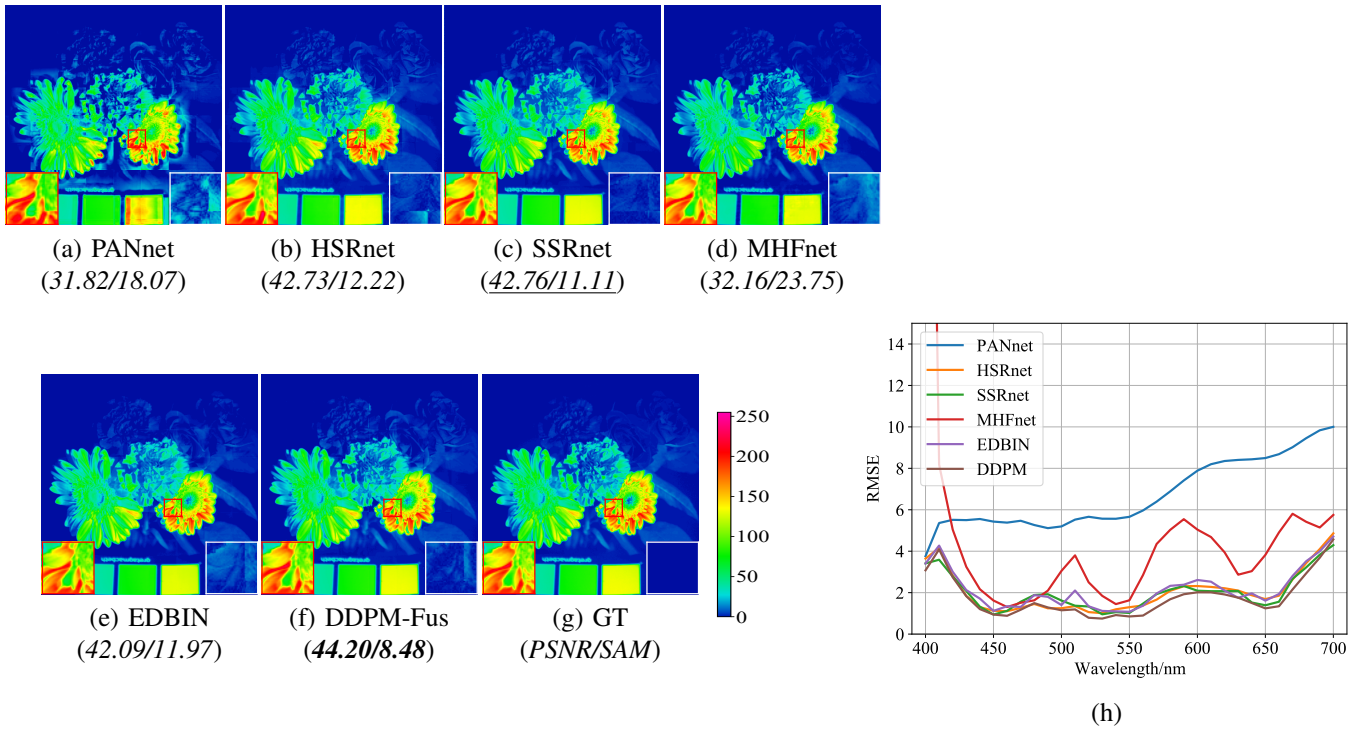 (a) PANnet
(31.82/18.07)
(b) HSRnet
(42.73/12.22)
(c) SSRnet
(42.76/11.11)
(d) MHFnet
(32.16/23.75)
(e) EDBIN
(42.09/11.97)
(f) DDPM-Fus
(44.20/8.48)
(g) GT
(PSNR/SAM)
250
200
150
100
50
0
14
12
10
8
6
4
2
0
RMSE
PANnet
HSRnet
SSRnet
MHFnet
EDBIN
DDPM
400 450 500 550 600 650 700
Wavelength/nm
(h)